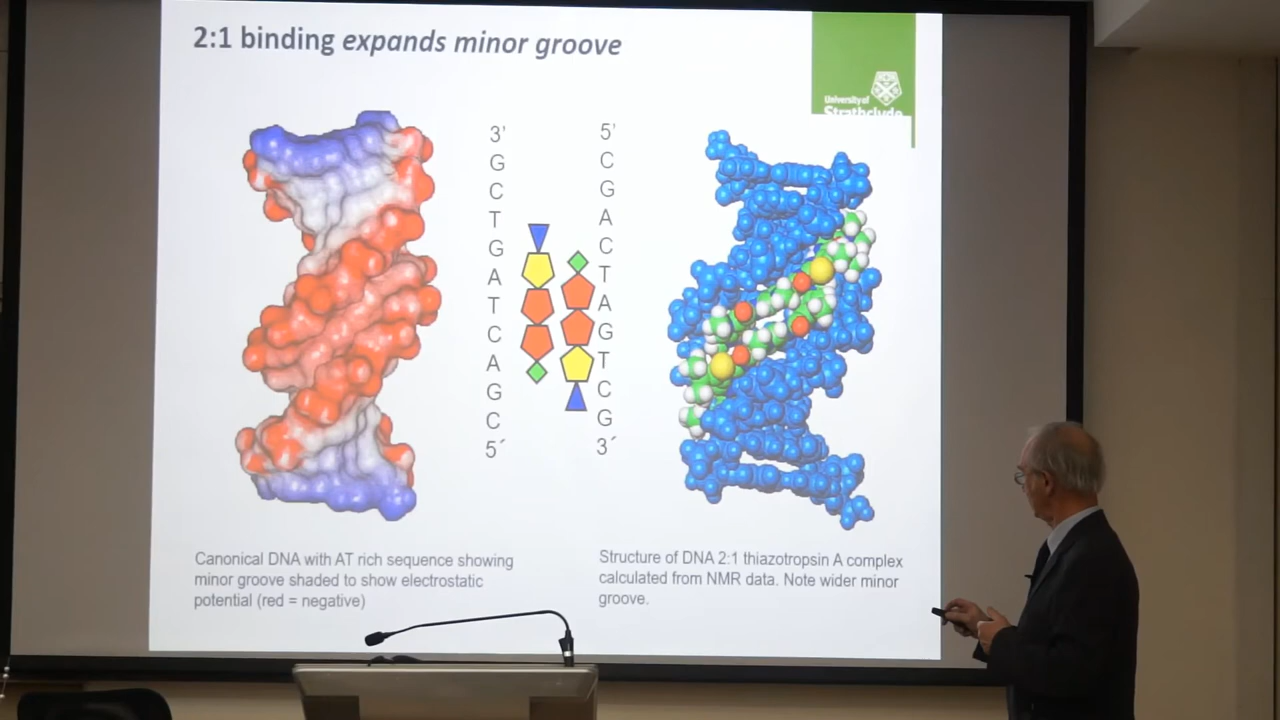 2:1 binding expands minor groove
University of
Strathclyde
3'
G
C
T
G
A
T
C
A
G
C
5´
5'
C
G
A
C
T
A
G
T
C
G
3´
Canonical DNA with AT rich sequence showing
minor groove shaded to show electrostatic
potential (red = negative)
Structure of DNA 2:1 thiazotropsin A complex
calculated from NMR data. Note wider minor
groove.